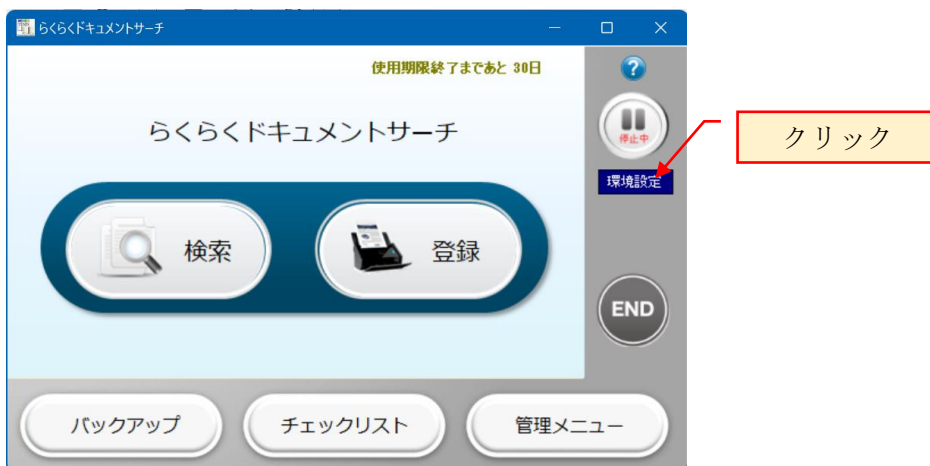 らくらくドキュメントサーチ
使用期限終了まであと 30日
?
らくらくドキュメントサーチ
停止中
クリック
環境設定
検索
登録
END
バックアップ
チェックリスト
管理メニュー